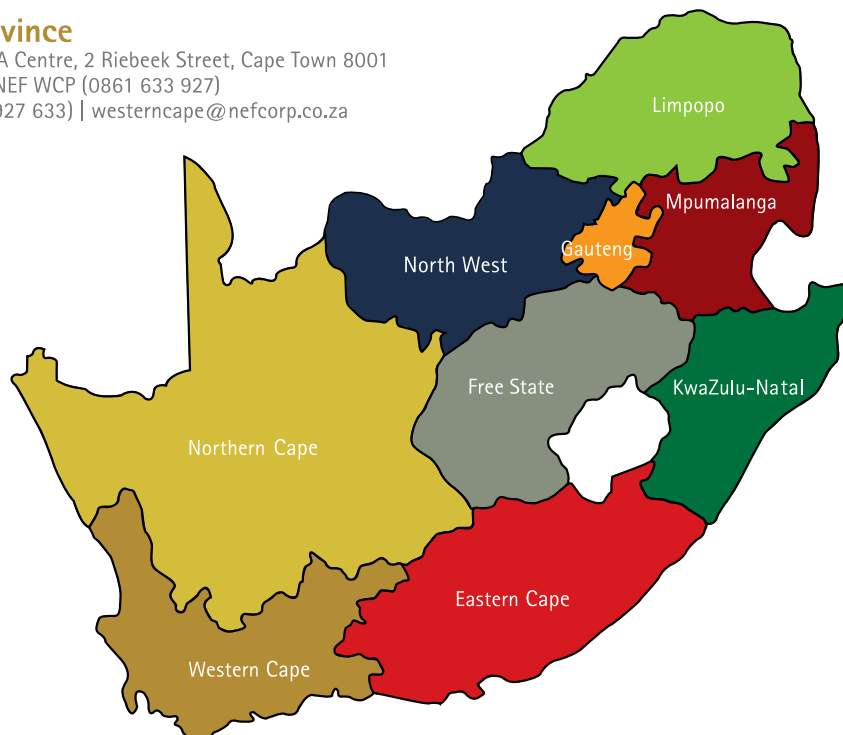 vince
A Centre, 2 Riebeek Street, Cape Town 8001
NEF WCP (0861 633 927)
927 633) | westerncape@nefcorp.co.za
Limpopo
Mpumalanga
Gauteng
North West
Free State
KwaZulu-Natal
Northern Cape
Eastern Cape
Western Cape